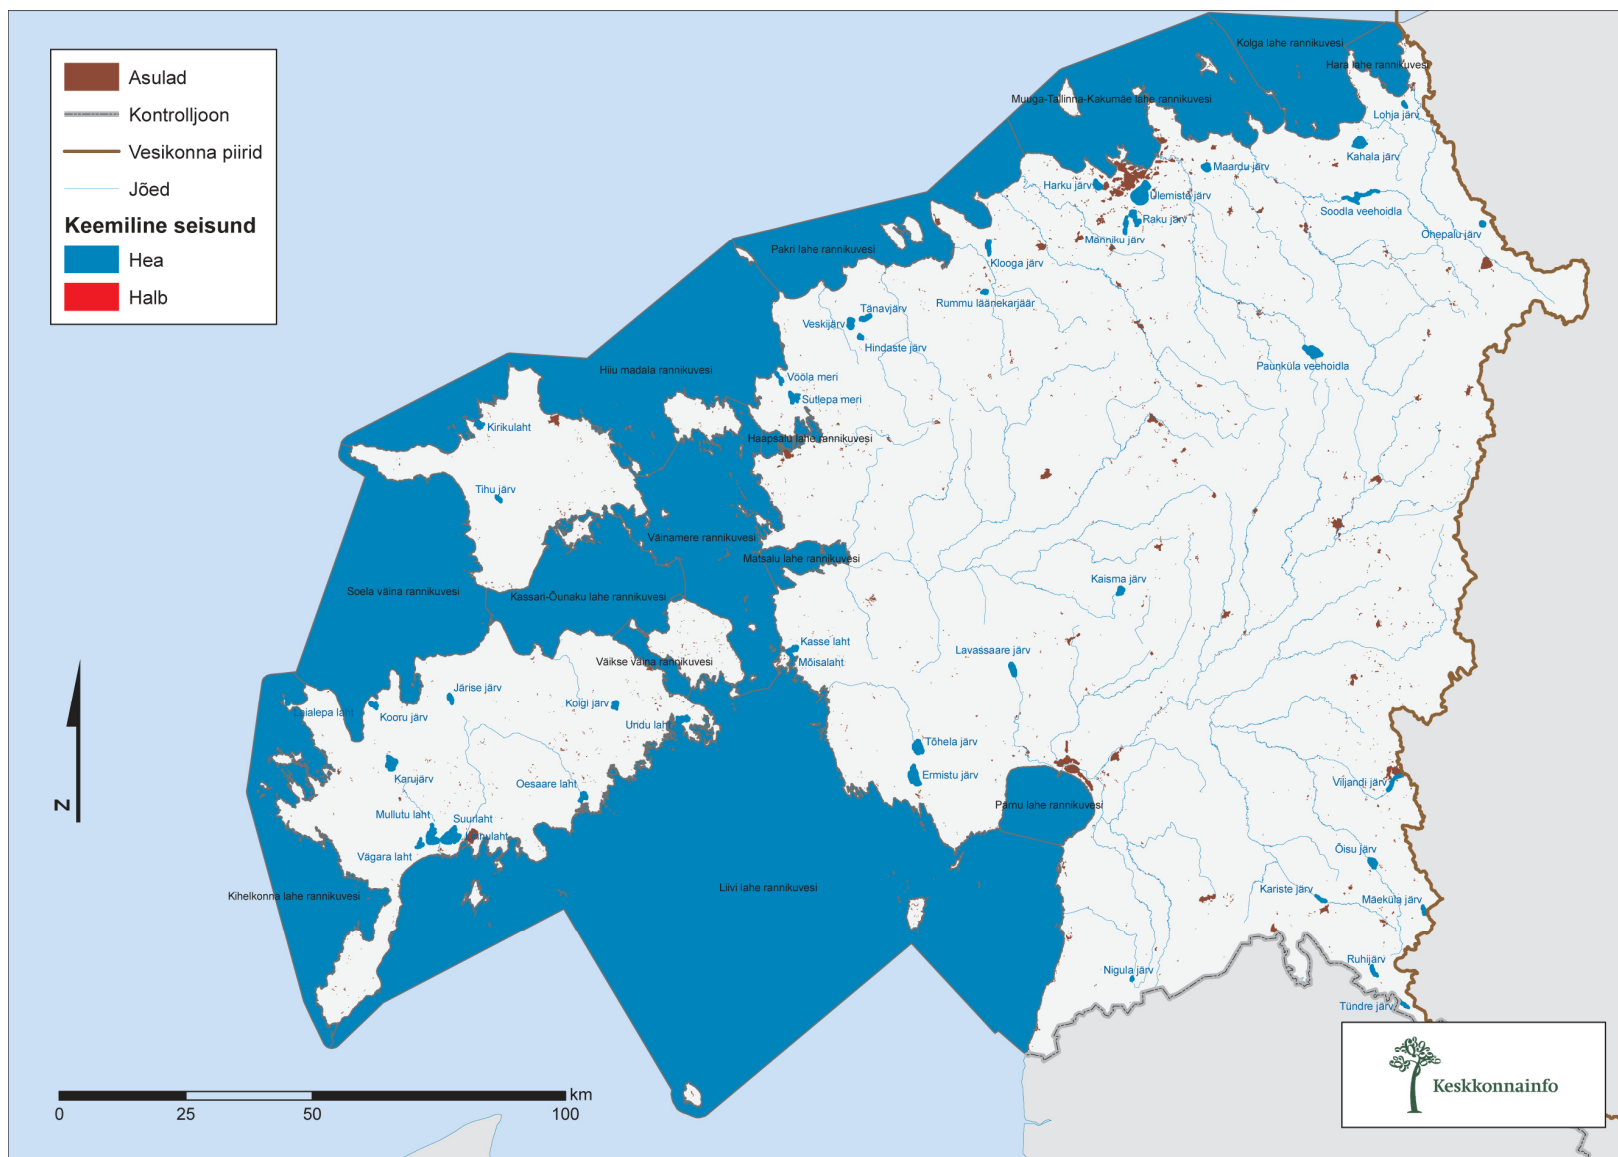 Asulad
Kontrolljoon
Vesikonna piirid
Jõed
Keemiline seisund
Hea
Halb
Kolga lahe rannikuvesi
Hara lahe rannikuvesi
Muuga-Tallinna-Kakumäe lahe rannikuvesi
Lohja järv
Kahala järv
Maardu järv
Harku järv
Ülemiste järv
Soodla veehoidla
Raku järv
Ohepalu järv
Männiku järv
Pakri lahe rannikuvesi
Klooga järv
Rummu läänekarjäär
Tänavjärv
Veskijärv
Hindaste järv
Paunküla veehoidla
Hiiu madala rannikuvesi
Vööla meri
Sutlepa meri
Kirikulaht
Haapsalu lahe rannikuvesi
Tihu järv
Väinamere rannikuvesi
Matsalu lahe rannikuvesi
Kaisma järv
Soela väina rannikuvesi
Kassari-Õunaku lahe rannikuvesi
Kasse laht
Lavassaare järv
Väikse väina rannikuvesi
Mõisalaht
Järise järv
Koigi järv
Laialepa laht
Kooru järv
Undu laht
Tõhela järv
Karujärv
Ermistu järv
Oesaare laht
Viljandi järv
Pärnu lahe rannikuvesi
Mullutu laht
Suurlaht
Linnulaht
Vägara laht
Õisu järv
Liivi lahe rannikuvesi
Kihelkonna lahe rannikuvesi
Kariste järv
Mäeküla järv
Ruhijärv
Nigula järv
Tündre järv
N
km
0
25
50
100
Keskkonnainfo